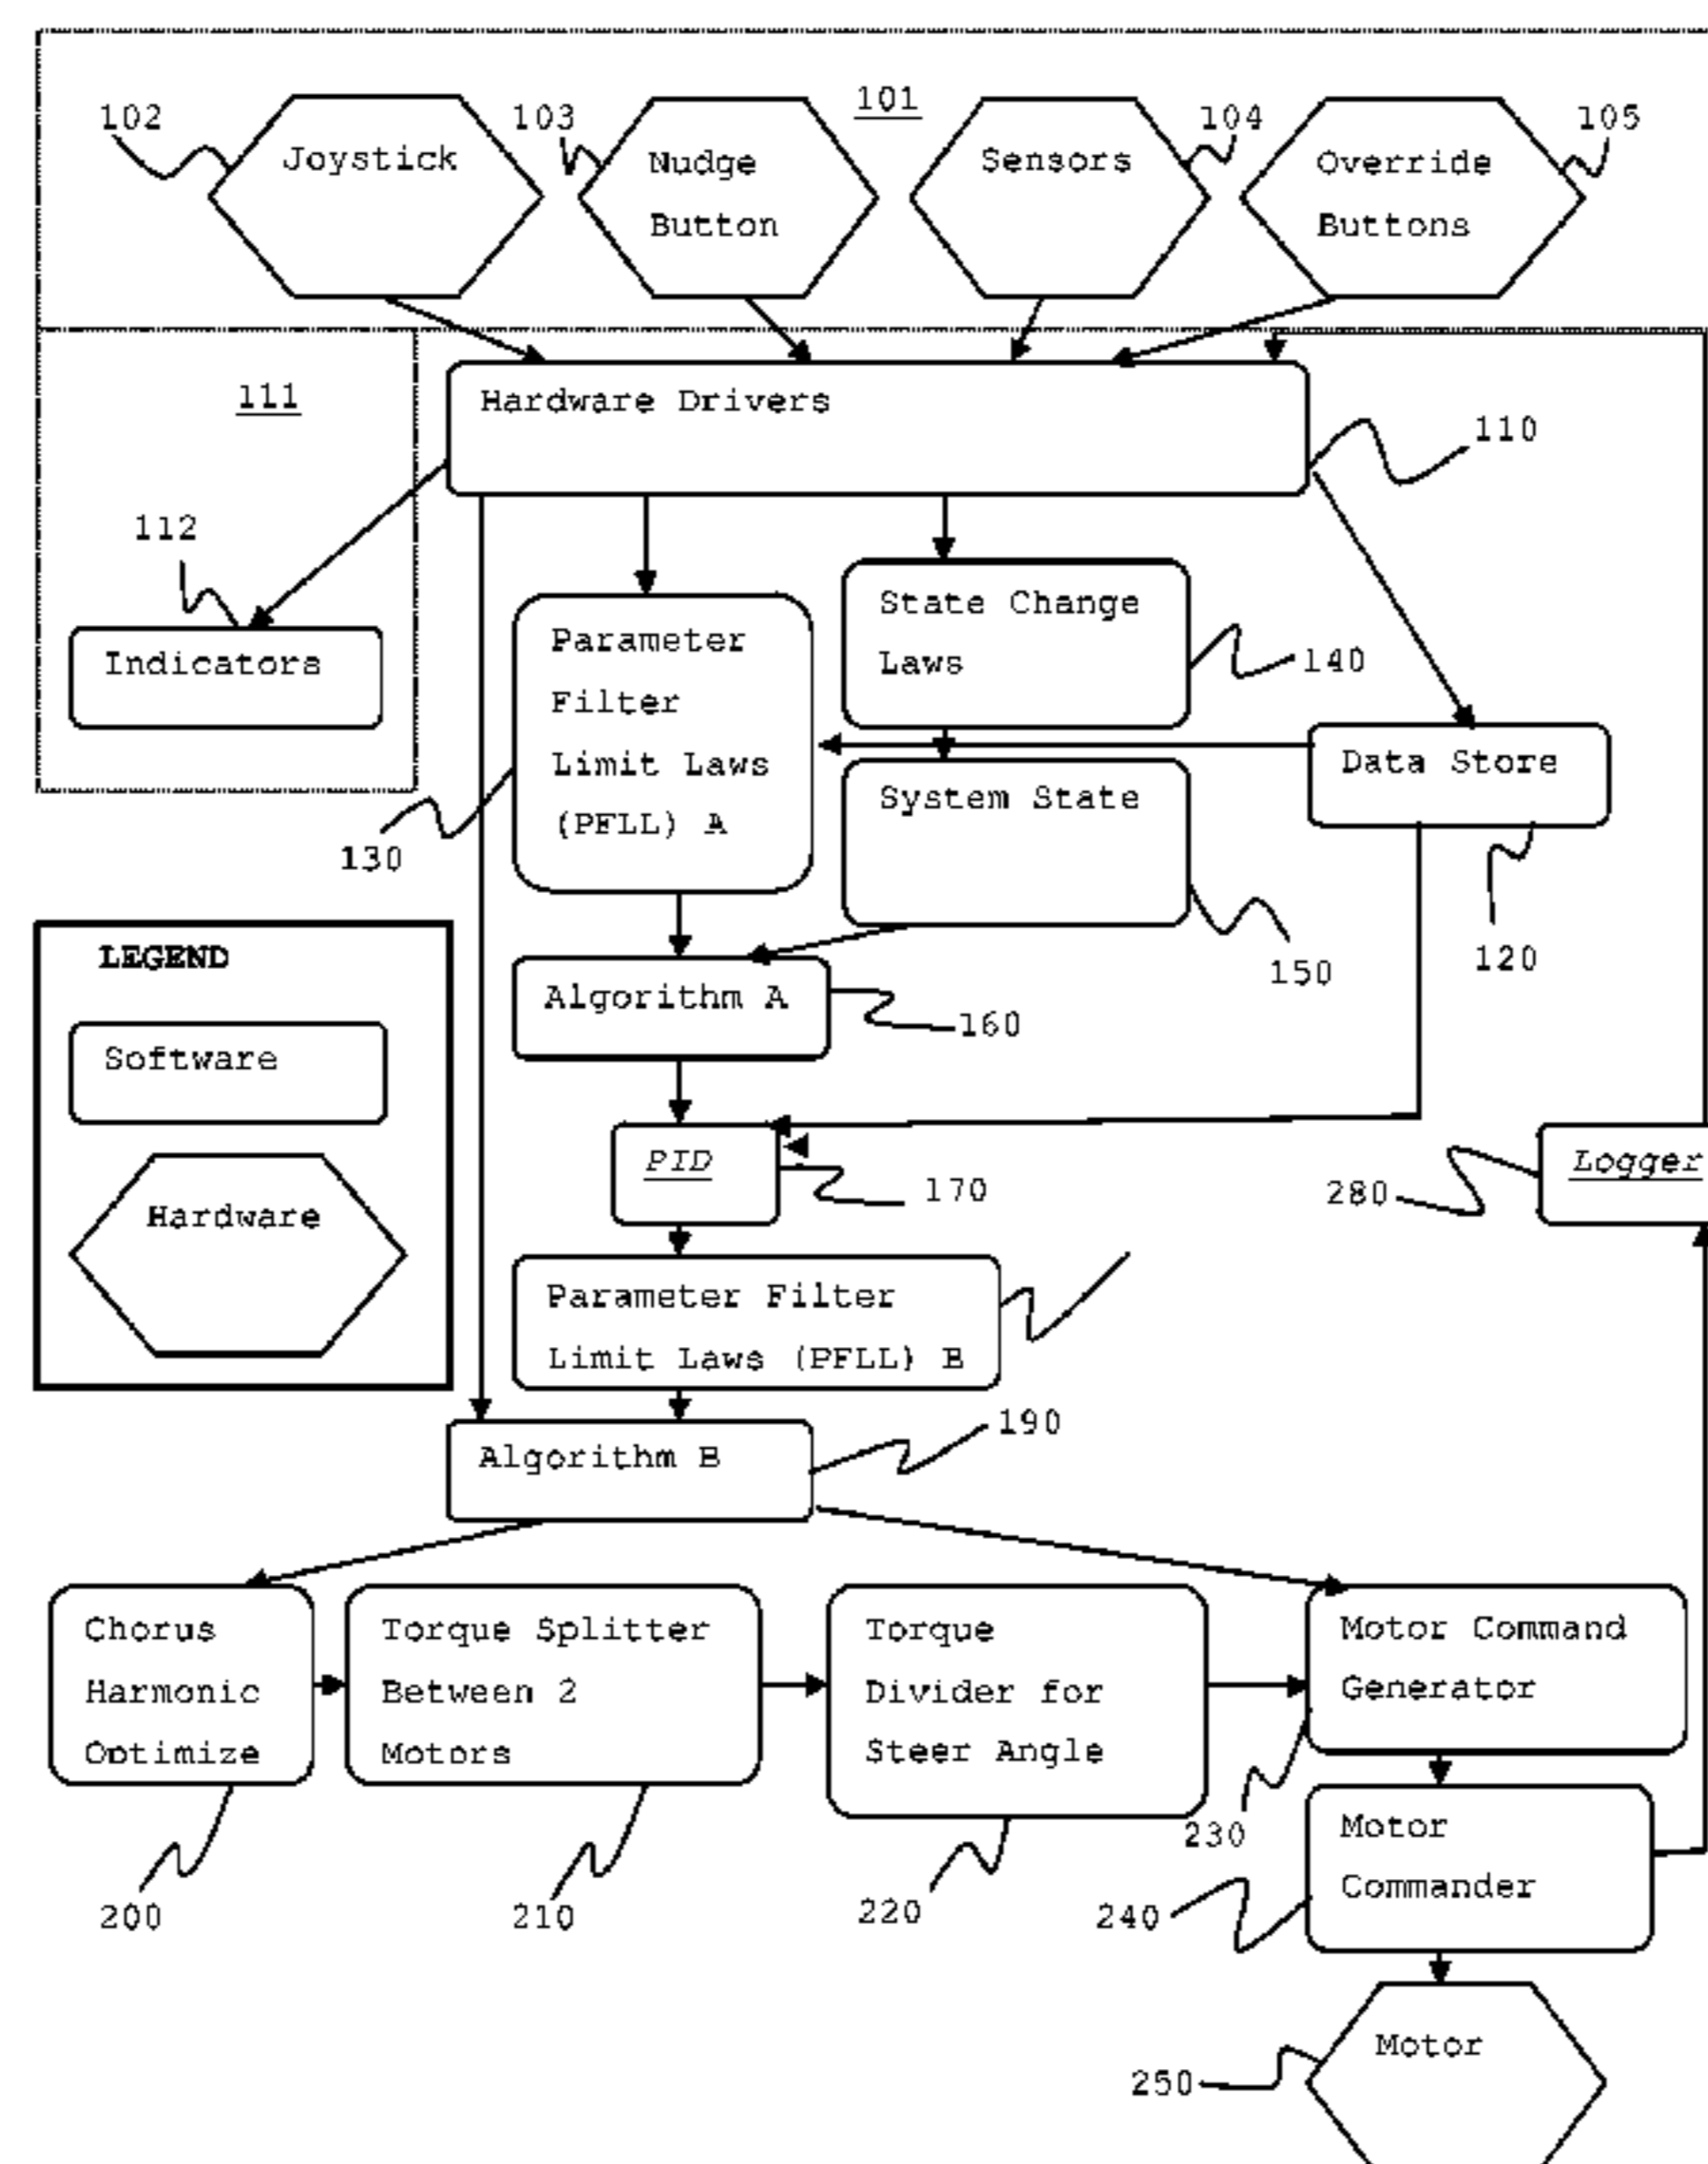 101
102
103
104
105
Joystick
Nudge
Button
Sensors
Override
Buttons
111
Hardware Drivers
110
112
Indicators
Parameter
Filter
Limit Laws
(PFLL) A
130
State Change
Laws
140
System State
150
Data Store
120
LEGEND
Software
Hardware
Algorithm A
160
PID
170
Logger
280
Parameter Filter
Limit Laws (PFLL) B
Algorithm B
190
Chorus
Harmonic
Optimize
200
Torque Splitter
Between 2
Motors
210
Torque
Divider for
Steer Angle
220
Motor Command
Generator
230
Motor
Commander
240
Motor
250